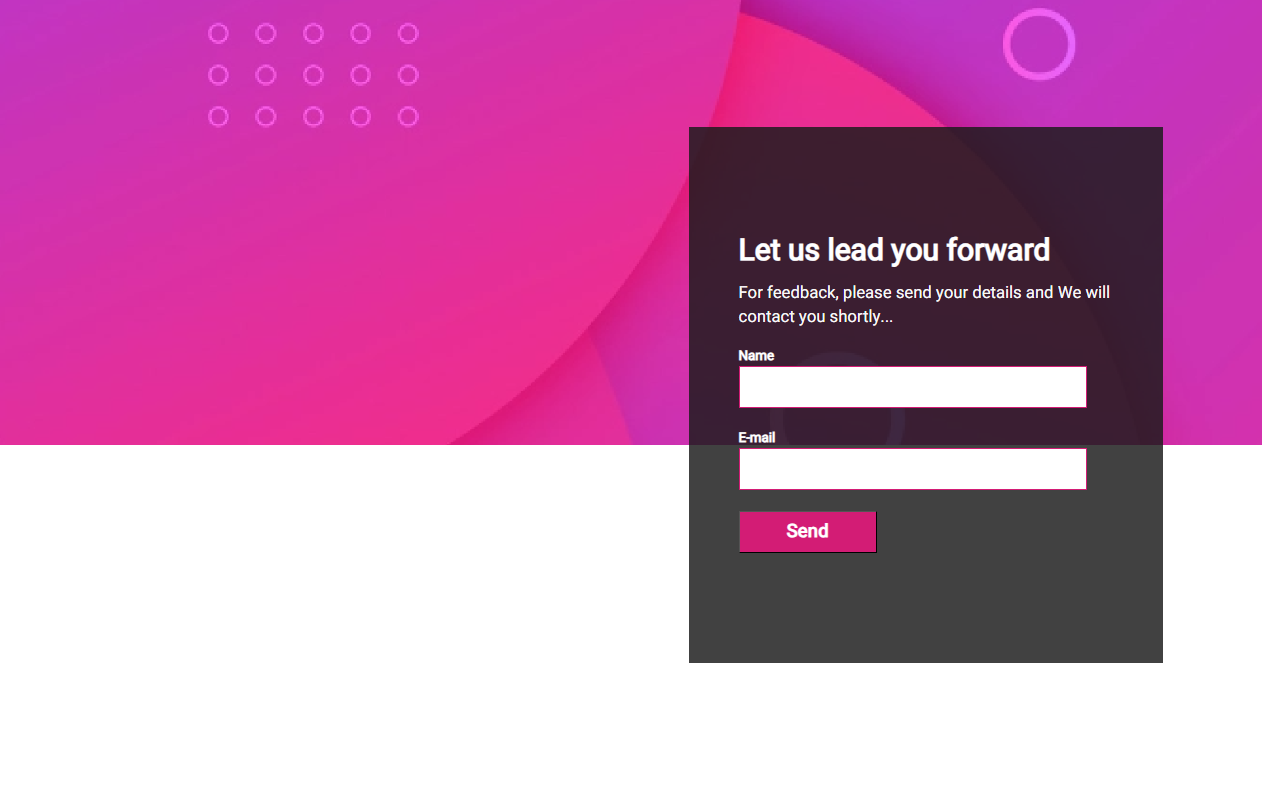 Let us lead you forward
For feedback, please send your details and We will
contact you shortly...
Name
E-mail
Send